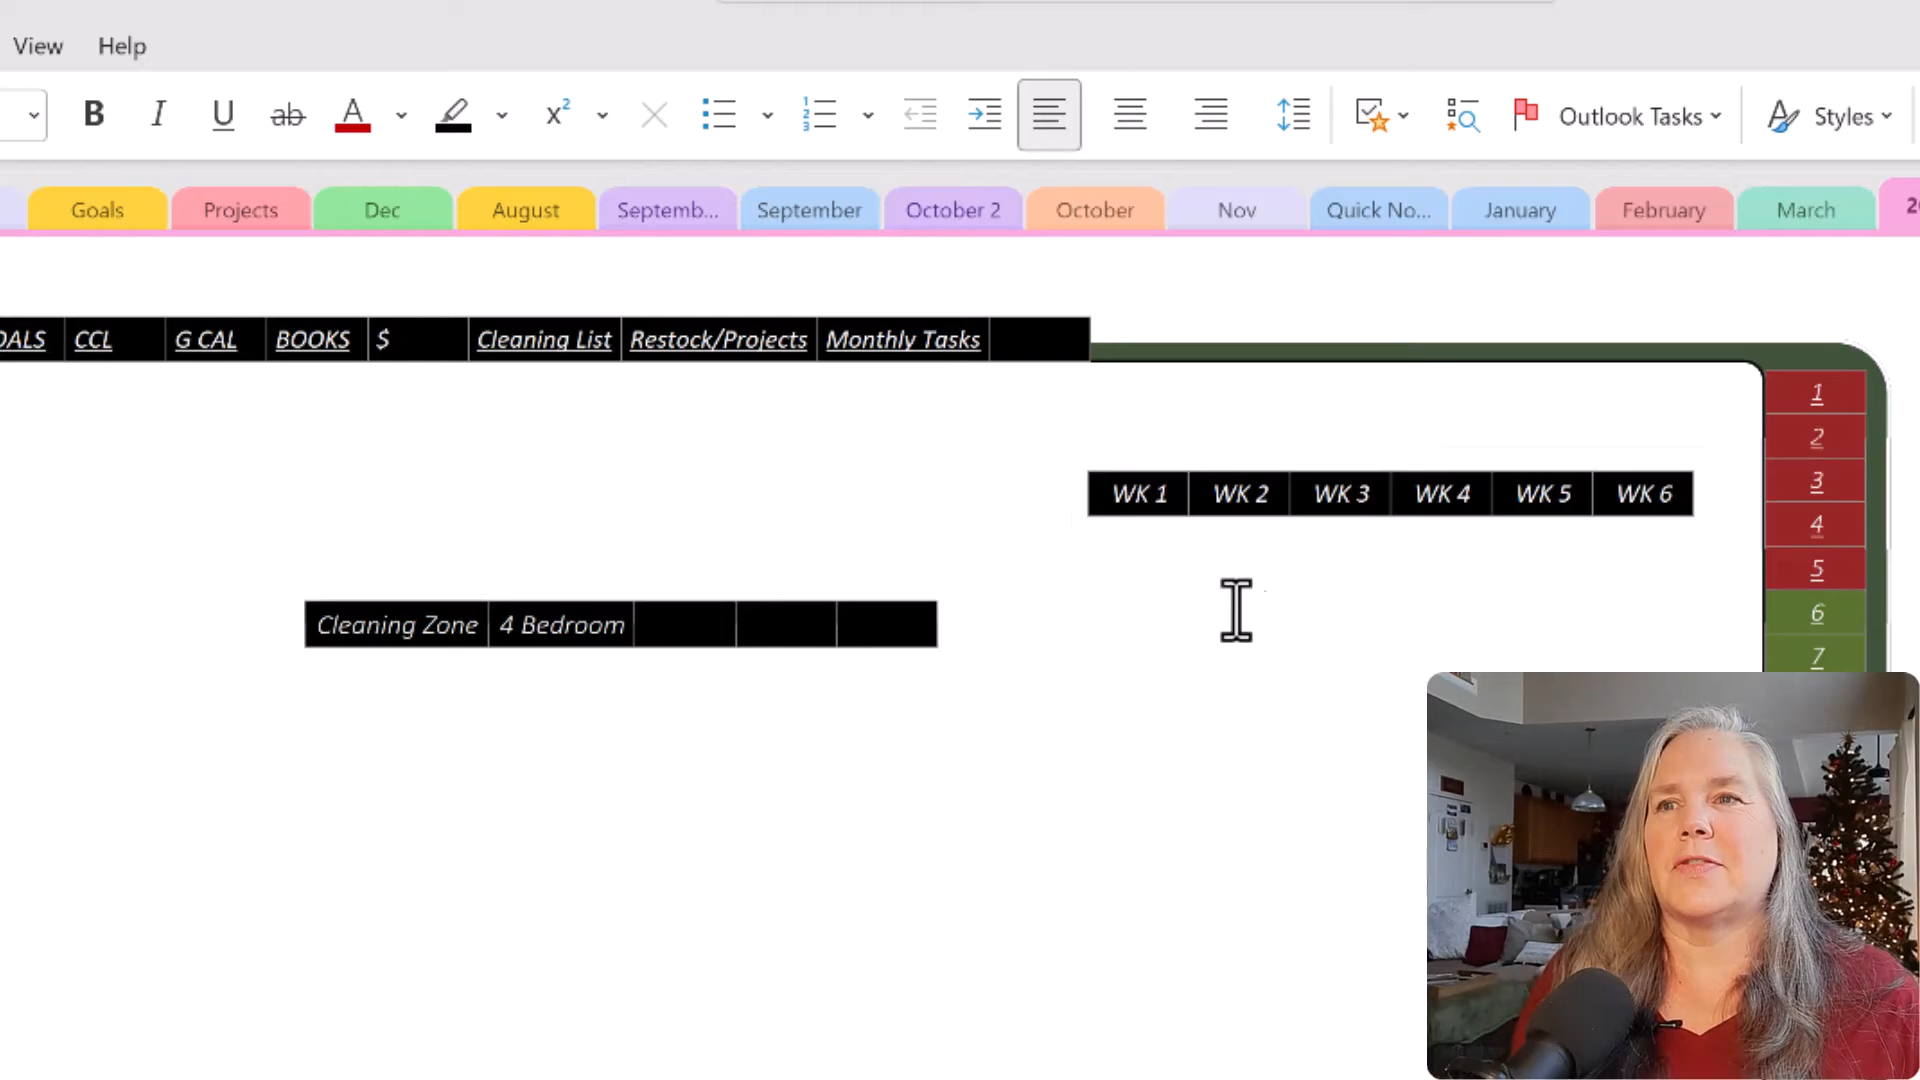 View Help
B I U ab A x² Outlook Tasks Styles
Goals Projects Dec August Septemb... September October 2 October Nov Quick No... January February March
OALS CCL G CAL BOOKS $ Cleaning List Restock/Projects Monthly Tasks
1
2
WK 1 WK 2 WK 3 WK 4 WK 5 WK 6
3
4
5
Cleaning Zone 4 Bedroom
6
7